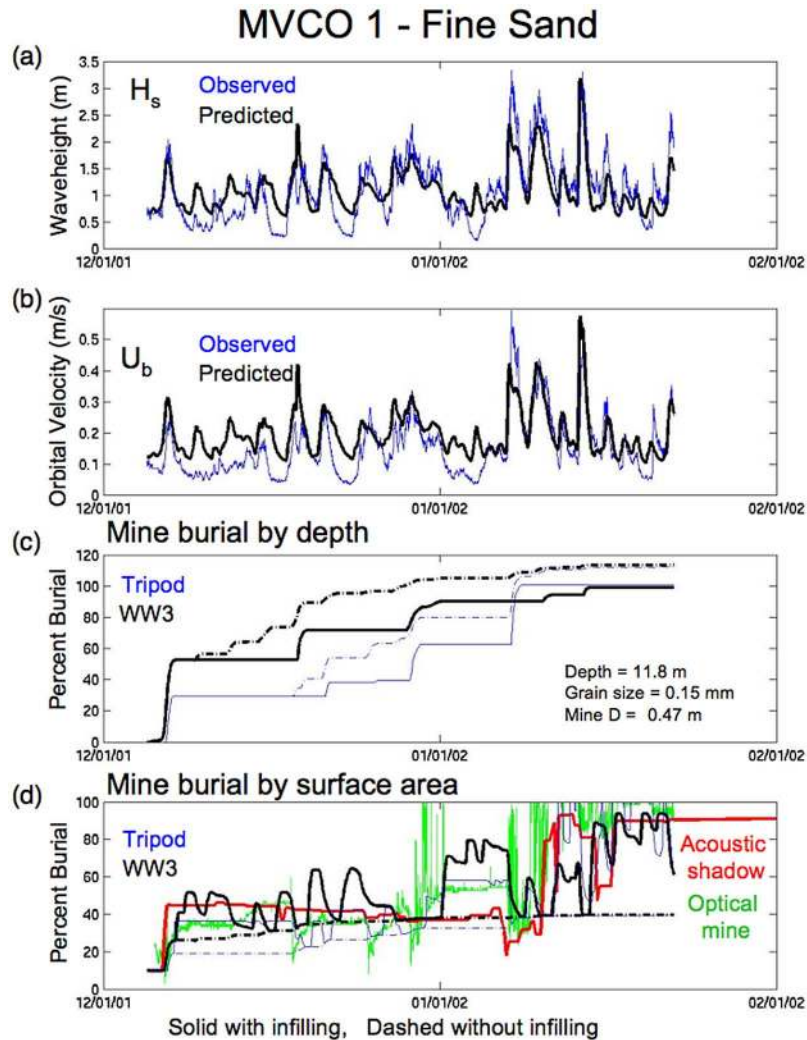 MVCO 1 - Fine Sand
(a)
Hs
Observed
Predicted
Waveheight (m)
3.5
3
2.5
2
1.5
1
0.5
0
12/01/01
01/01/02
02/01/02
(b)
Ub
Observed
Predicted
Orbital Velocity (m/s)
0.5
0.4
0.3
0.2
0.1
0
12/01/01
01/01/02
02/01/02
Mine burial by depth
(c)
Tripod
WW3
Percent Burial
120
100
80
60
40
20
0
Depth = 11.8 m
Grain size = 0.15 mm
Mine D = 0.47 m
12/01/01
01/01/02
02/01/02
Mine burial by surface area
(d)
Tripod
WW3
Percent Burial
100
80
60
40
20
0
Acoustic
shadow
Optical
mine
12/01/01
01/01/02
02/01/02
Solid with infilling, Dashed without infilling